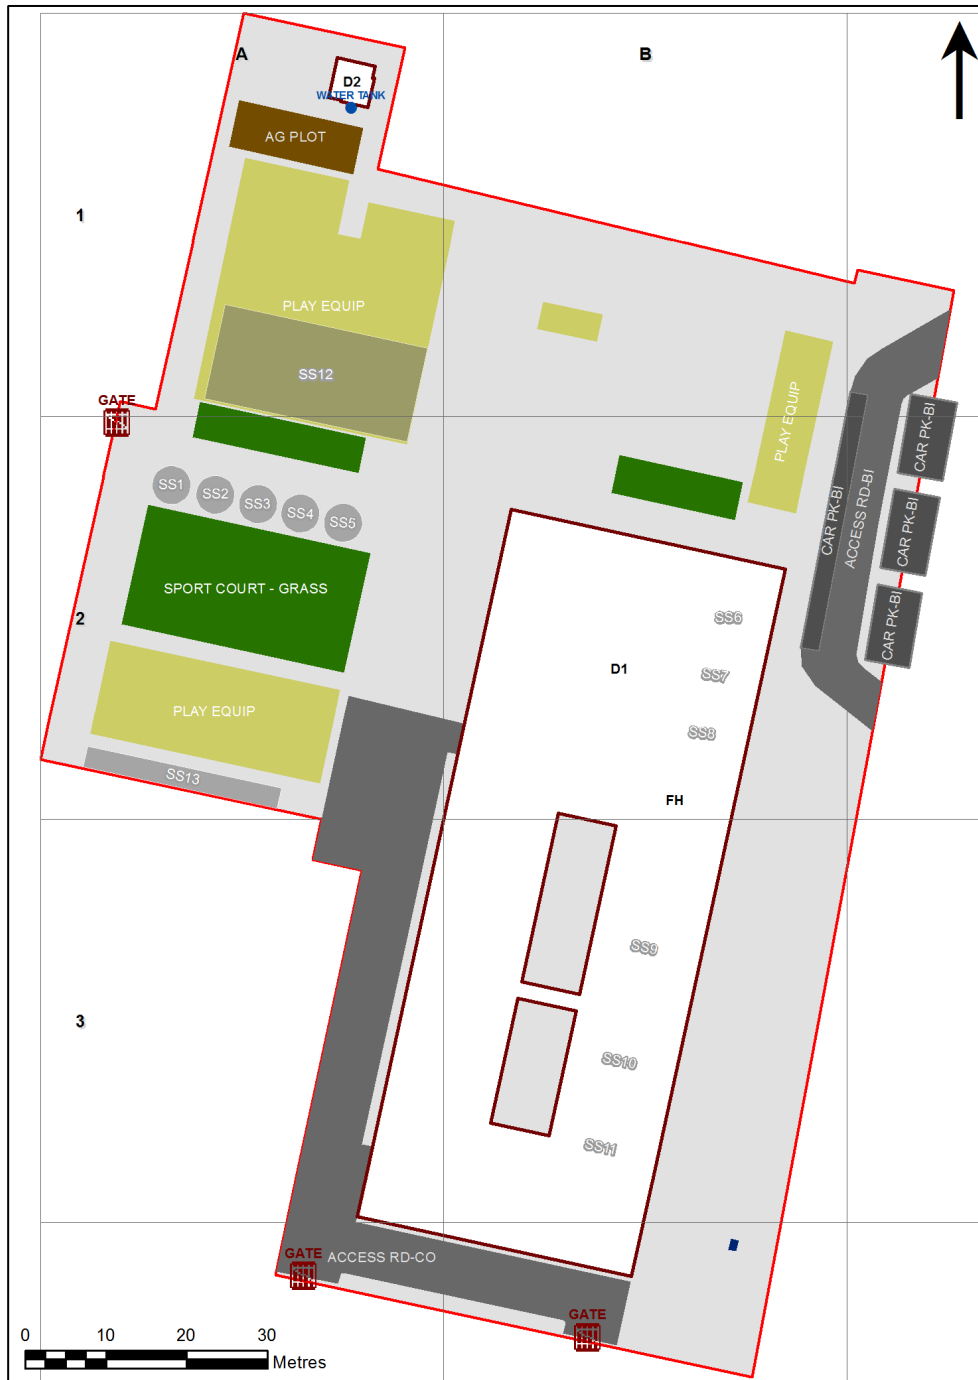 A
B
D2
WATER TANK
AG PLOT
1
PLAY EQUIP
SS12
GATE
PLAY EQUIP
CAR PK-BI
CAR PK-BI
ACCESS RD-BI
CAR PK-BI
CAR PK-BI
SS1
SS2
SS3
SS4
SS5
SPORT COURT - GRASS
2
SS6
D1
SS7
PLAY EQUIP
SS8
SS13
FH
SS9
3
SS10
SS11
GATE
ACCESS RD-CO
GATE
0 10 20 30
Metres